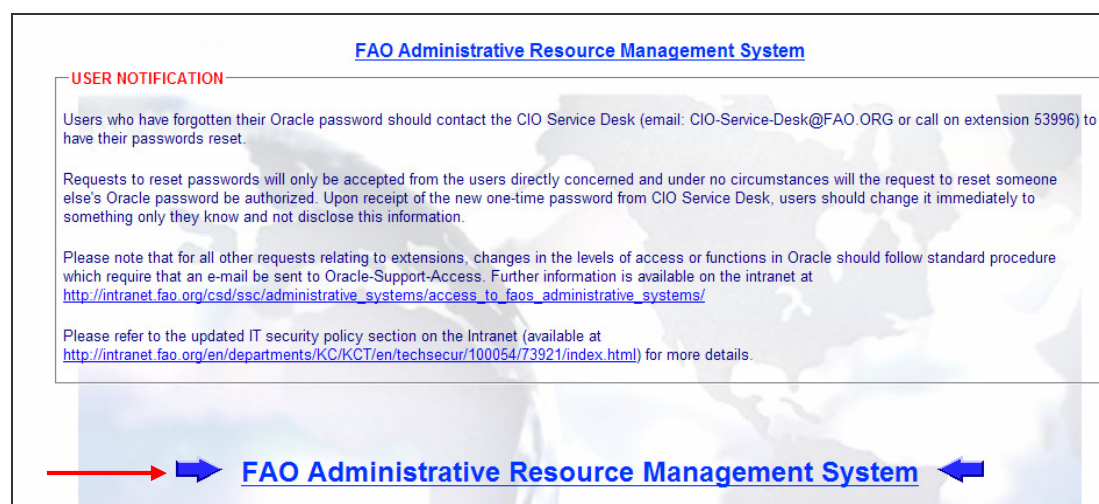 FAO Administrative Resource Management System
USER NOTIFICATION
Users who have forgotten their Oracle password should contact the CIO Service Desk (email: CIO-Service-Desk@FAO.ORG or call on extension 53996) to
have their passwords reset.
Requests to reset passwords will only be accepted from the users directly concerned and under no circumstances will the request to reset someone
else's Oracle password be authorized. Upon receipt of the new one-time password from CIO Service Desk, users should change it immediately to
something only they know and not disclose this information.
Please note that for all other requests relating to extensions, changes in the levels of access or functions in Oracle should follow standard procedure
which require that an e-mail be sent to Oracle-Support-Access. Further information is available on the intranet at
http://intranet.fao.org/csd/ssc/administrative_systems/access_to_faos_administrative_systems/
Please refer to the updated IT security policy section on the Intranet (available at
http://intranet.fao.org/en/departments/KC/KCT/en/techsecur/100054/73921/index.html) for more details.
FAO Administrative Resource Management System